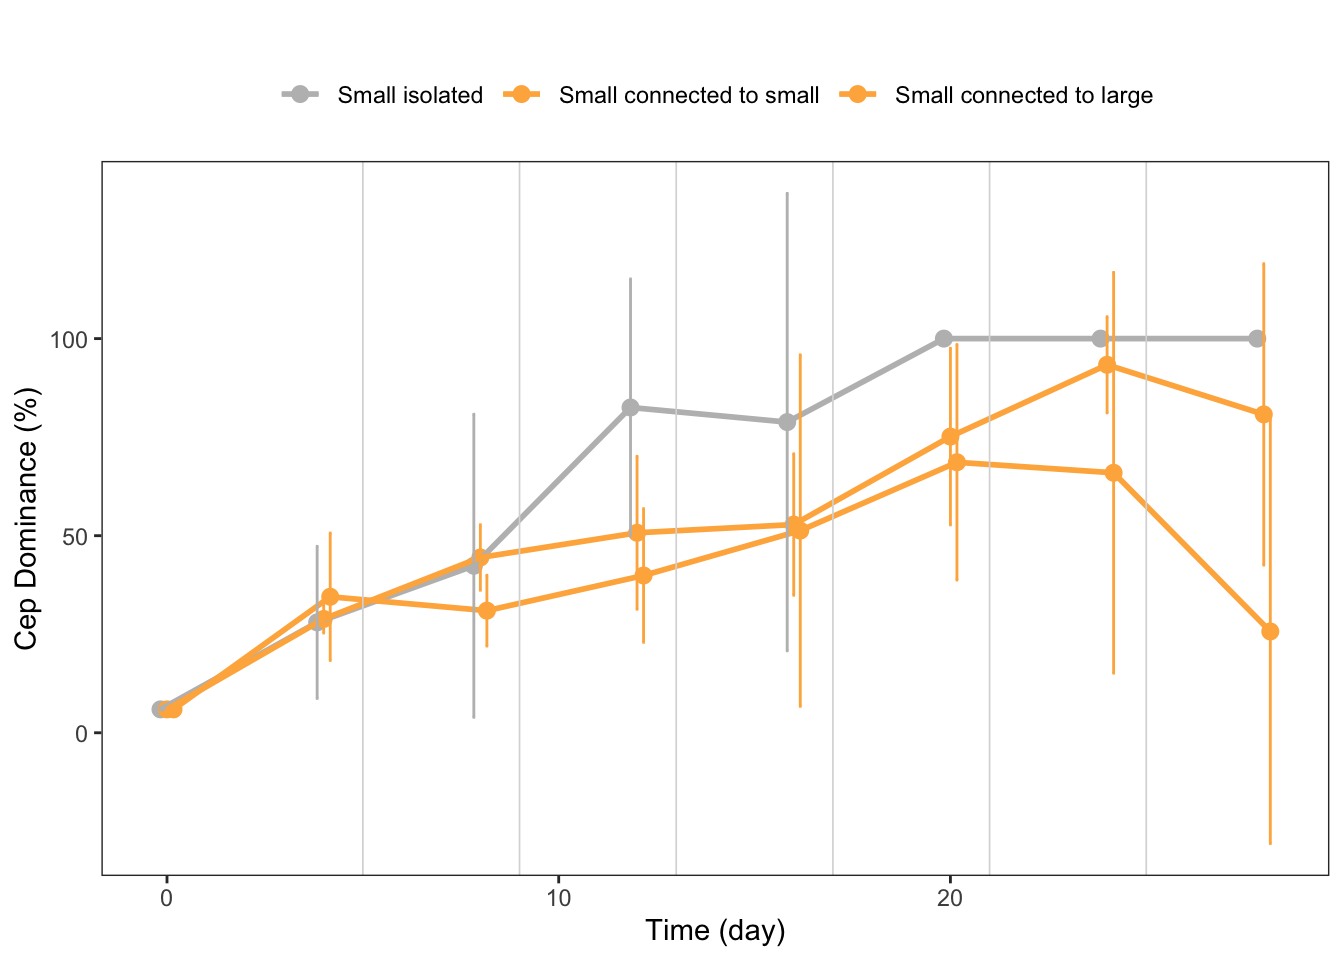 Small isolated Small connected to small Small connected to large
Cep Dominance (%)
100
50
0
0 10 20
Time (day)